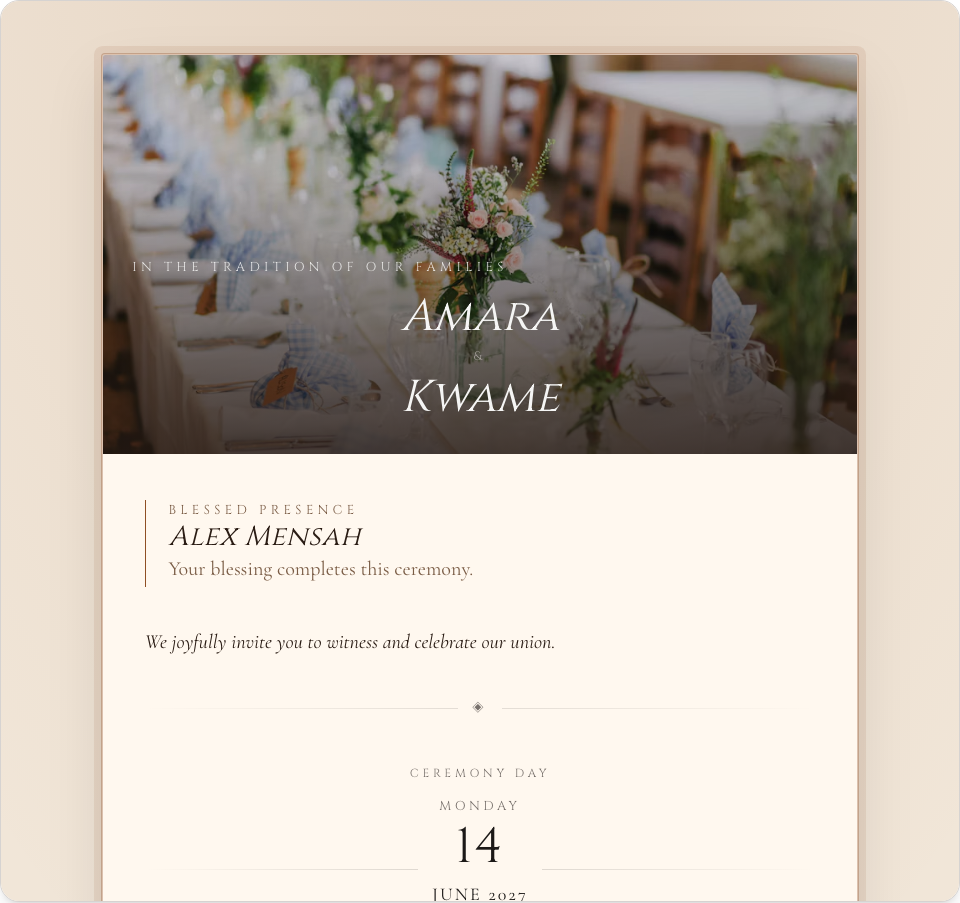 IN THE TRADITION OF OUR FAMILIES
AMARA
&
KWAME
BLESSED PRESENCE
ALEX MENSAH
Your blessing completes this ceremony.
We joyfully invite you to witness and celebrate our union.
CEREMONY DAY
MONDAY
14
JUNE 2027